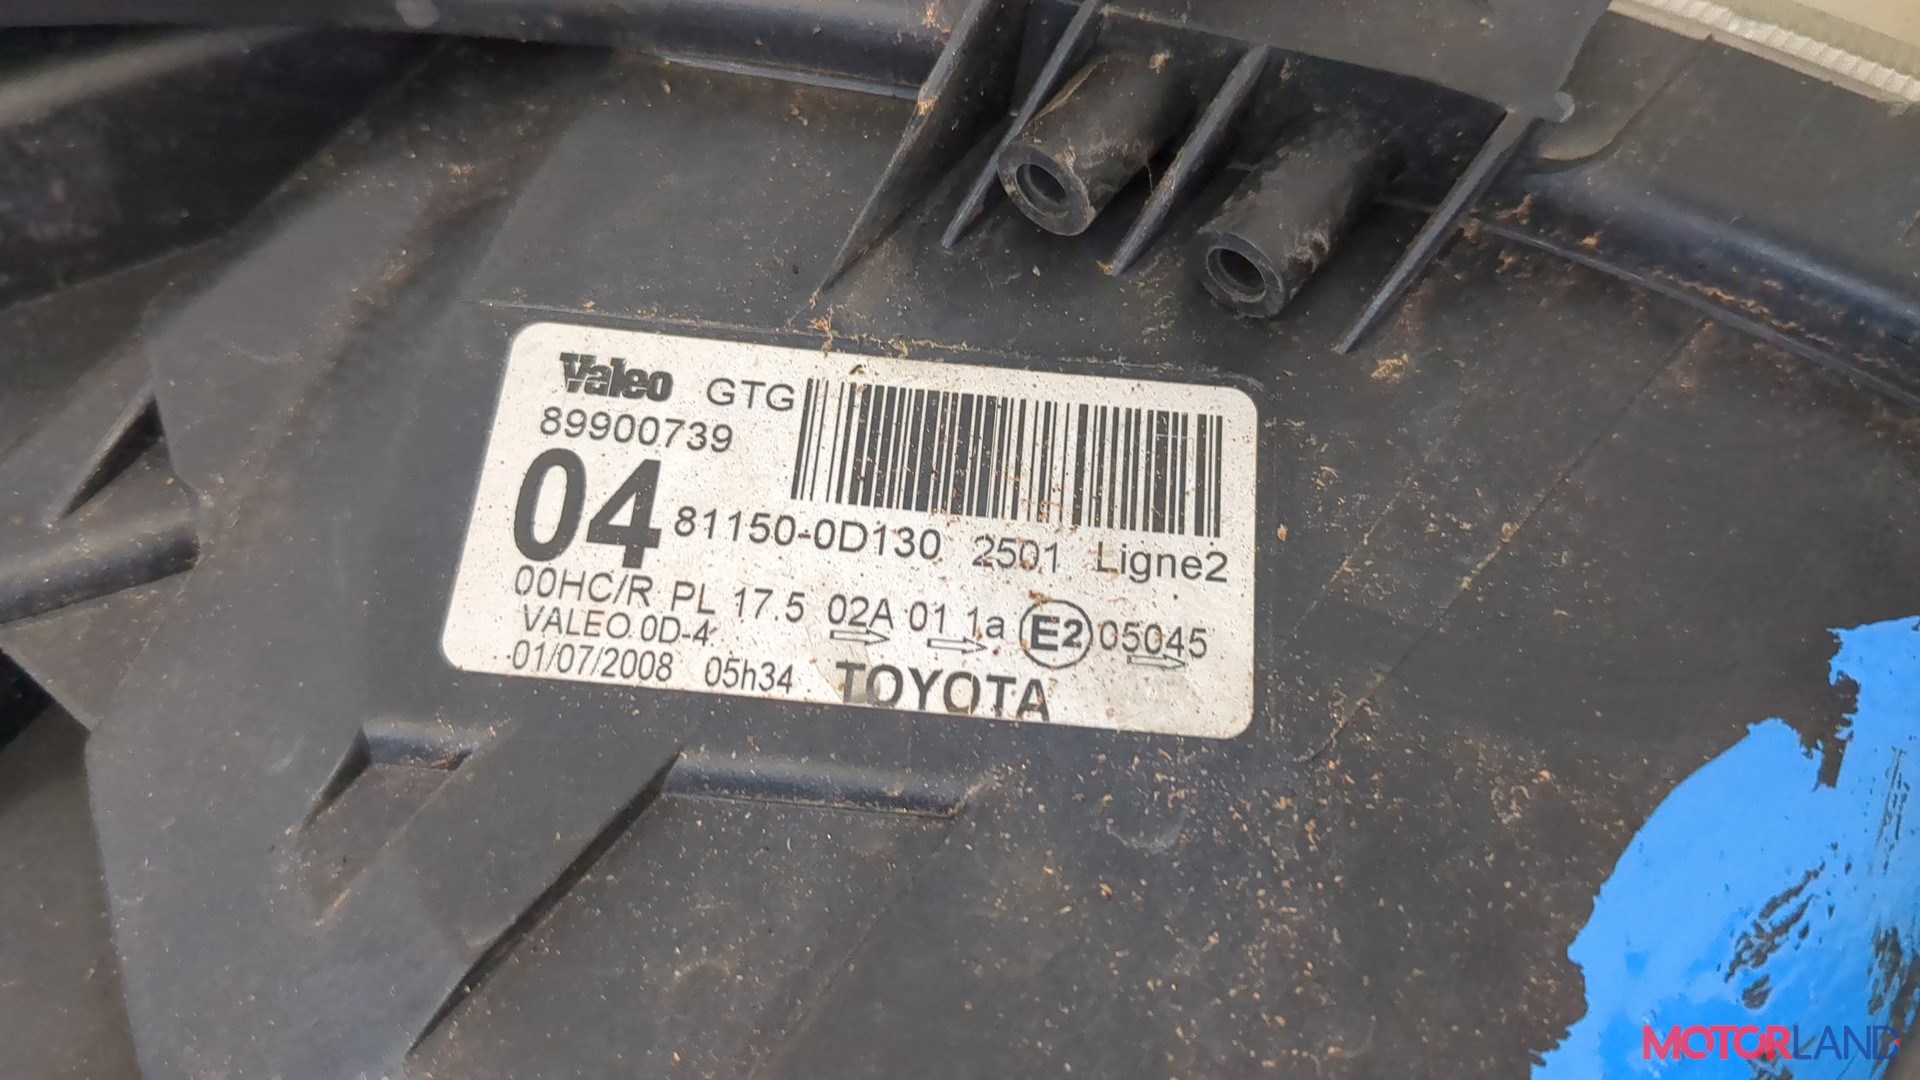 Valeo GTG
89900739
04 81150-0D130 2501 Ligne2
00HC/R PL 17.5 02A 01 1a E2 05045
VALEO 0D-4
01/07/2008 05h34 TOYOTA
MOTORLAND